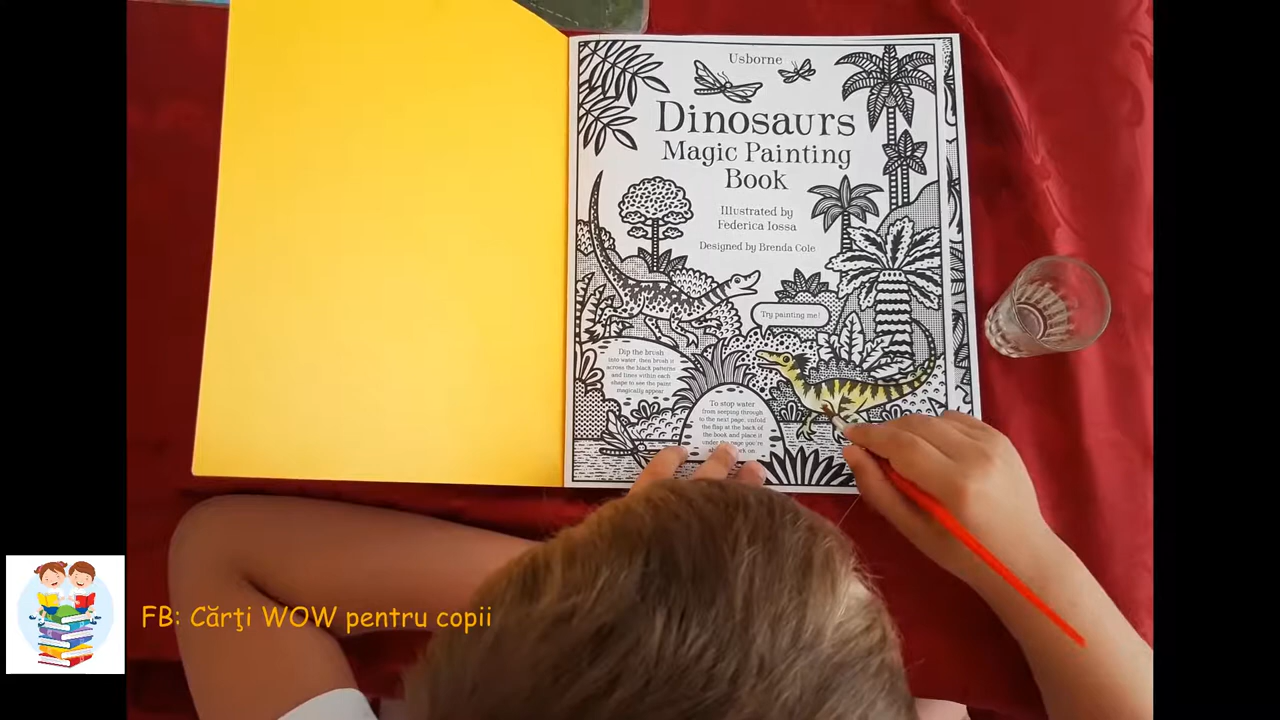 Usborne
Dinosaurs
Magic Painting
Book
Illustrated by
Federica Iossa
Designed by Brenda Cole
Try painting me!
Dip the brush
into water, then brush it
across the black patterns
and lines within each
shape to see the paint
magically appear
To stop water
from seeping through
to the next page, unfold
the flap at the back of
the book and place it
under the page you're
FB: Cărţi WOW pentru copii